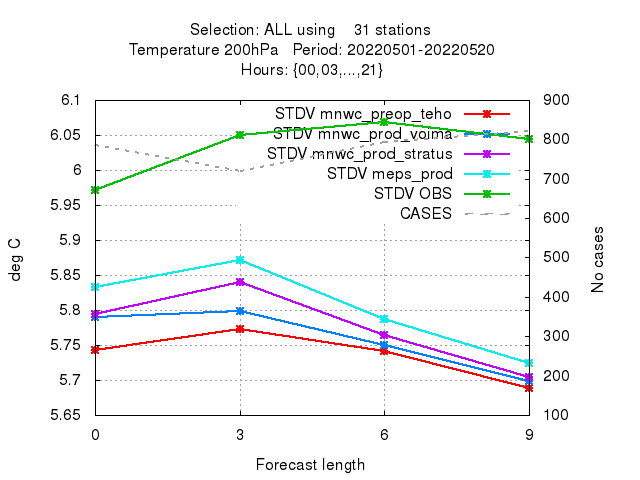 Selection: ALL using    31 stations
Temperature 200hPa   Period: 20220501-20220520
Hours: {00,03,...,21}
6.1
6.05
6
5.95
5.9
5.85
5.8
5.75
5.7
5.65
deg C
STDV mnwc_preop_teho
STDV mnwc_prod_voima
STDV mnwc_prod_stratus
STDV meps_prod
STDV OBS
CASES
900
800
700
600
500
400
300
200
100
No cases
0 3 6 9
Forecast length